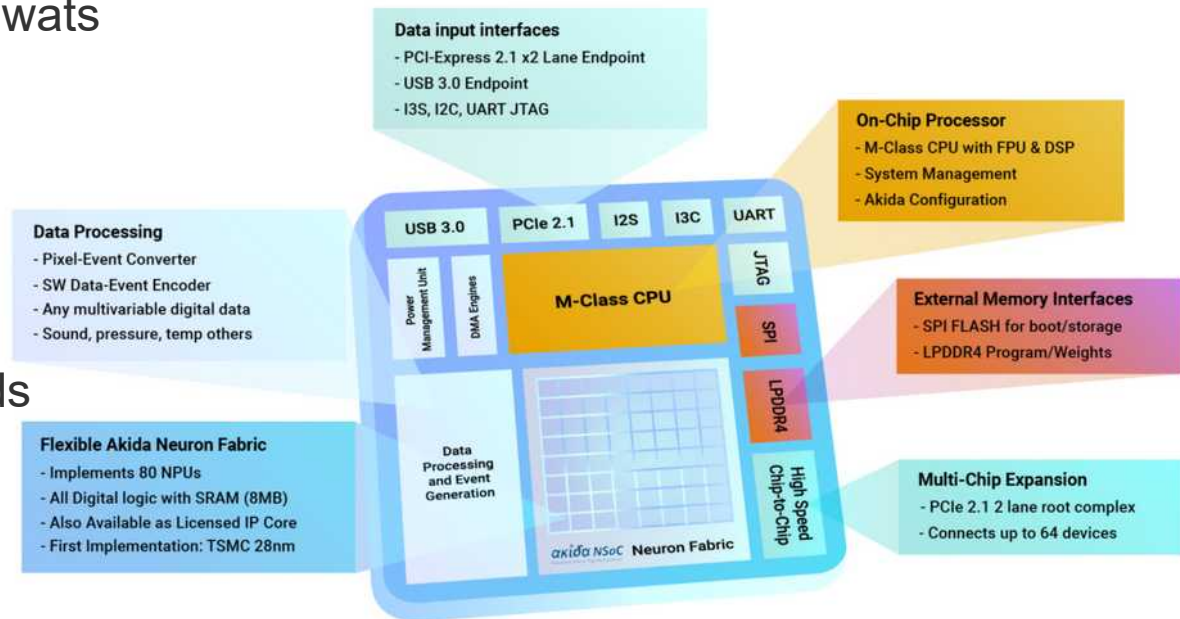 wats
ls
Data input interfaces
- PCI-Express 2.1 x2 Lane Endpoint
- USB 3.0 Endpoint
- I3S, I2C, UART JTAG
On-Chip Processor
- M-Class CPU with FPU & DSP
- System Management
- Akida Configuration
Data Processing
- Pixel-Event Converter
- SW Data-Event Encoder
- Any multivariable digital data
- Sound, pressure, temp others
External Memory Interfaces
- SPI FLASH for boot/storage
- LPDDR4 Program/Weights
Flexible Akida Neuron Fabric
- Implements 80 NPUs
- All Digital logic with SRAM (8MB)
- Also Available as Licensed IP Core
- First Implementation: TSMC 28nm
Multi-Chip Expansion
- PCIe 2.1 2 lane root complex
- Connects up to 64 devices
USB 3.0
PCIe 2.1
I2S
I3C
UART
Power
Management Unit
DMA Engines
M-Class CPU
JTAG
SPI
LPDDR4
High Speed
Chip-to-Chip
Data
Processing
and Event
Generation
akida NSoC Neuron Fabric